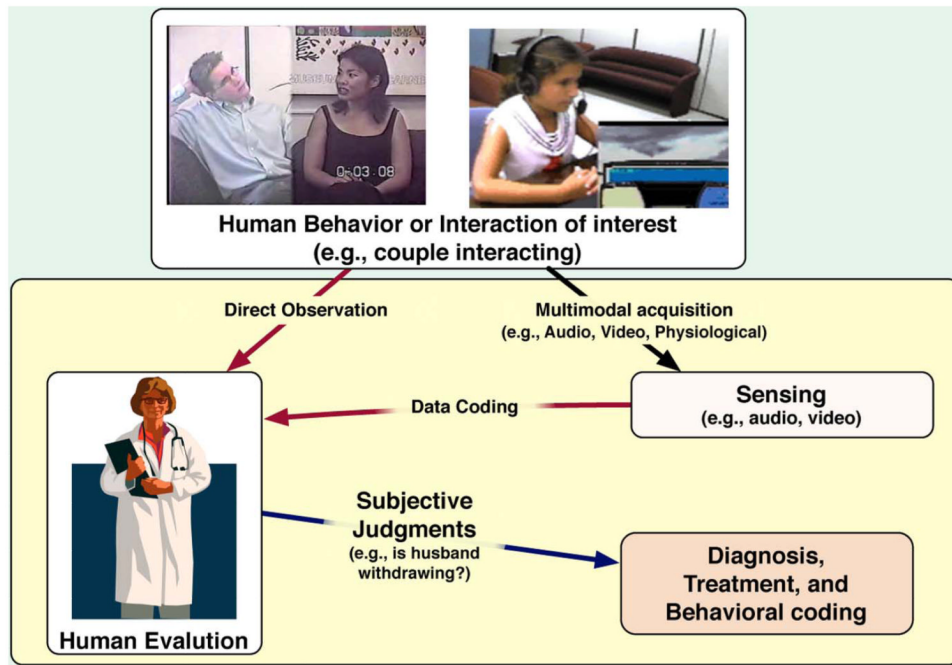 MUSEUM
0-03 08
Human Behavior or Interaction of interest
(e.g., couple interacting)
Direct Observation
Multimodal acquisition
(e.g., Audio, Video, Physiological)
Sensing
(e.g., audio, video)
Data Coding
Subjective
Judgments
(e.g., is husband
withdrawing?)
Diagnosis,
Treatment, and
Behavioral coding
Human Evalution